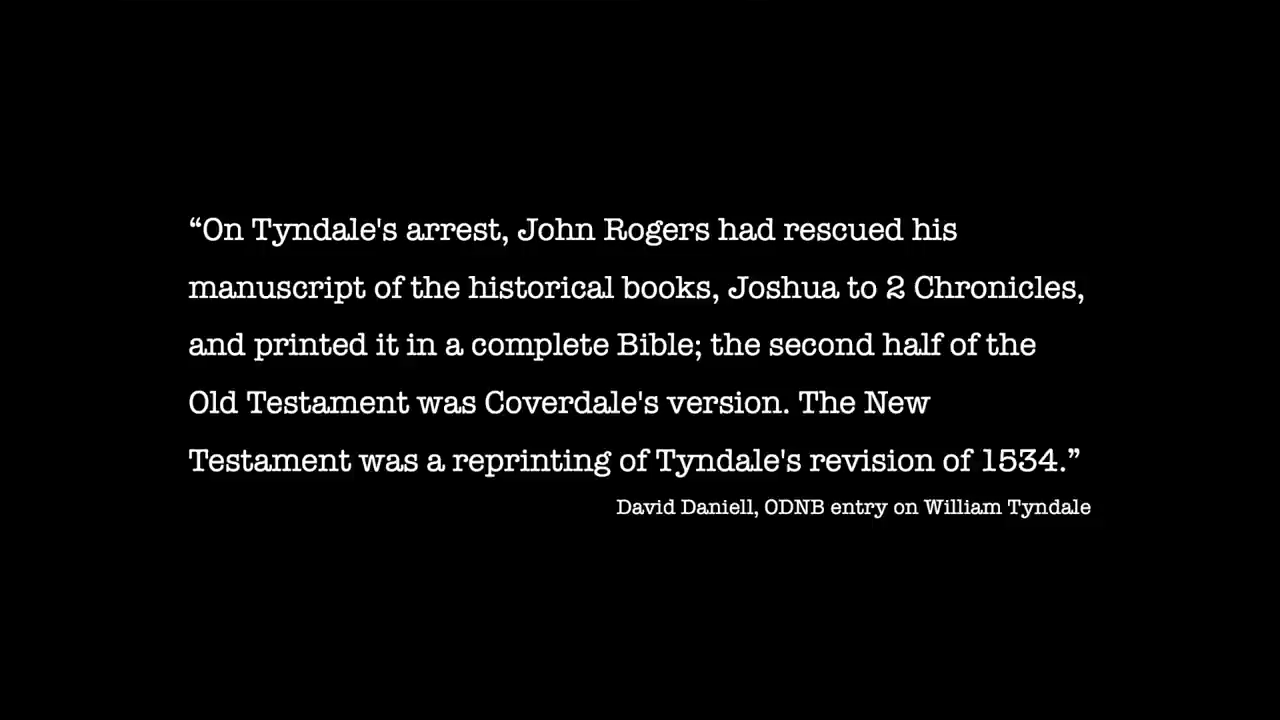 “On Tyndale's arrest, John Rogers had rescued his
manuscript of the historical books, Joshua to 2 Chronicles,
and printed it in a complete Bible; the second half of the
Old Testament was Coverdale's version. The New
Testament was a reprinting of Tyndale's revision of 1534.”
David Daniell, ODNB entry on William Tyndale